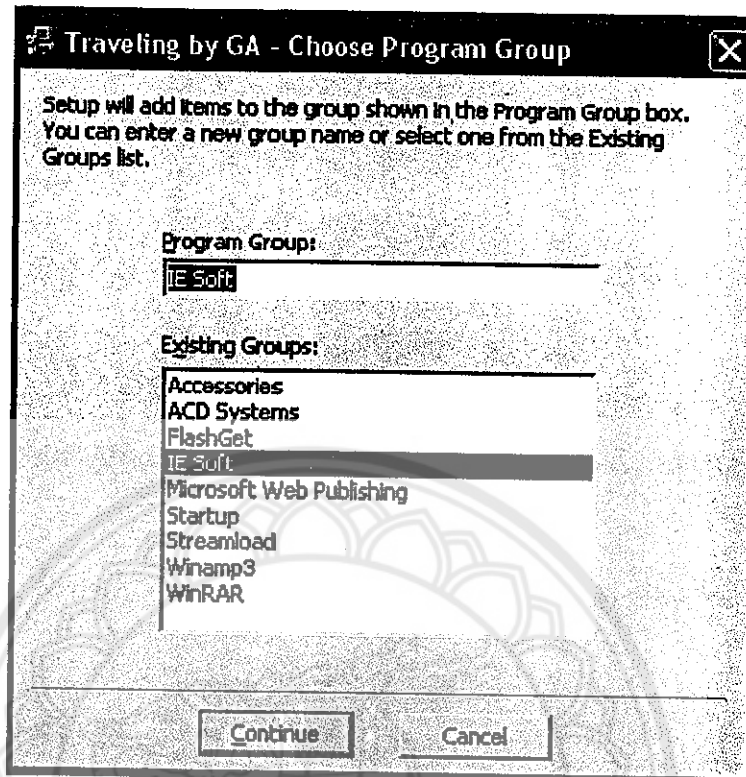 Traveling by GA - Choose Program Group
Setup will add items to the group shown in the Program Group box.
You can enter a new group name or select one from the Existing
Groups list.
Program Group:
IE Soft
Existing Groups:
Accessories
ACD Systems
FlashGet
IE Soft
Microsoft Web Publishing
Startup
Streamload
Winamp3
WinRAR
Continue
Cancel